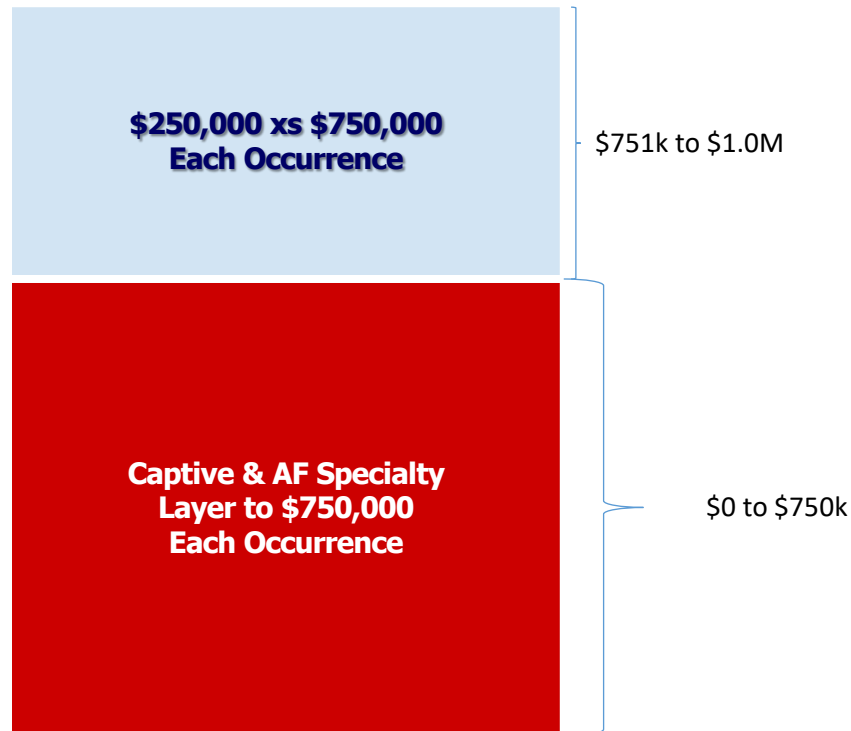 $250,000 xs $750,000
Each Occurrence
$751k to $1.0M
Captive & AF Specialty
Layer to $750,000
Each Occurrence
$0 to $750k